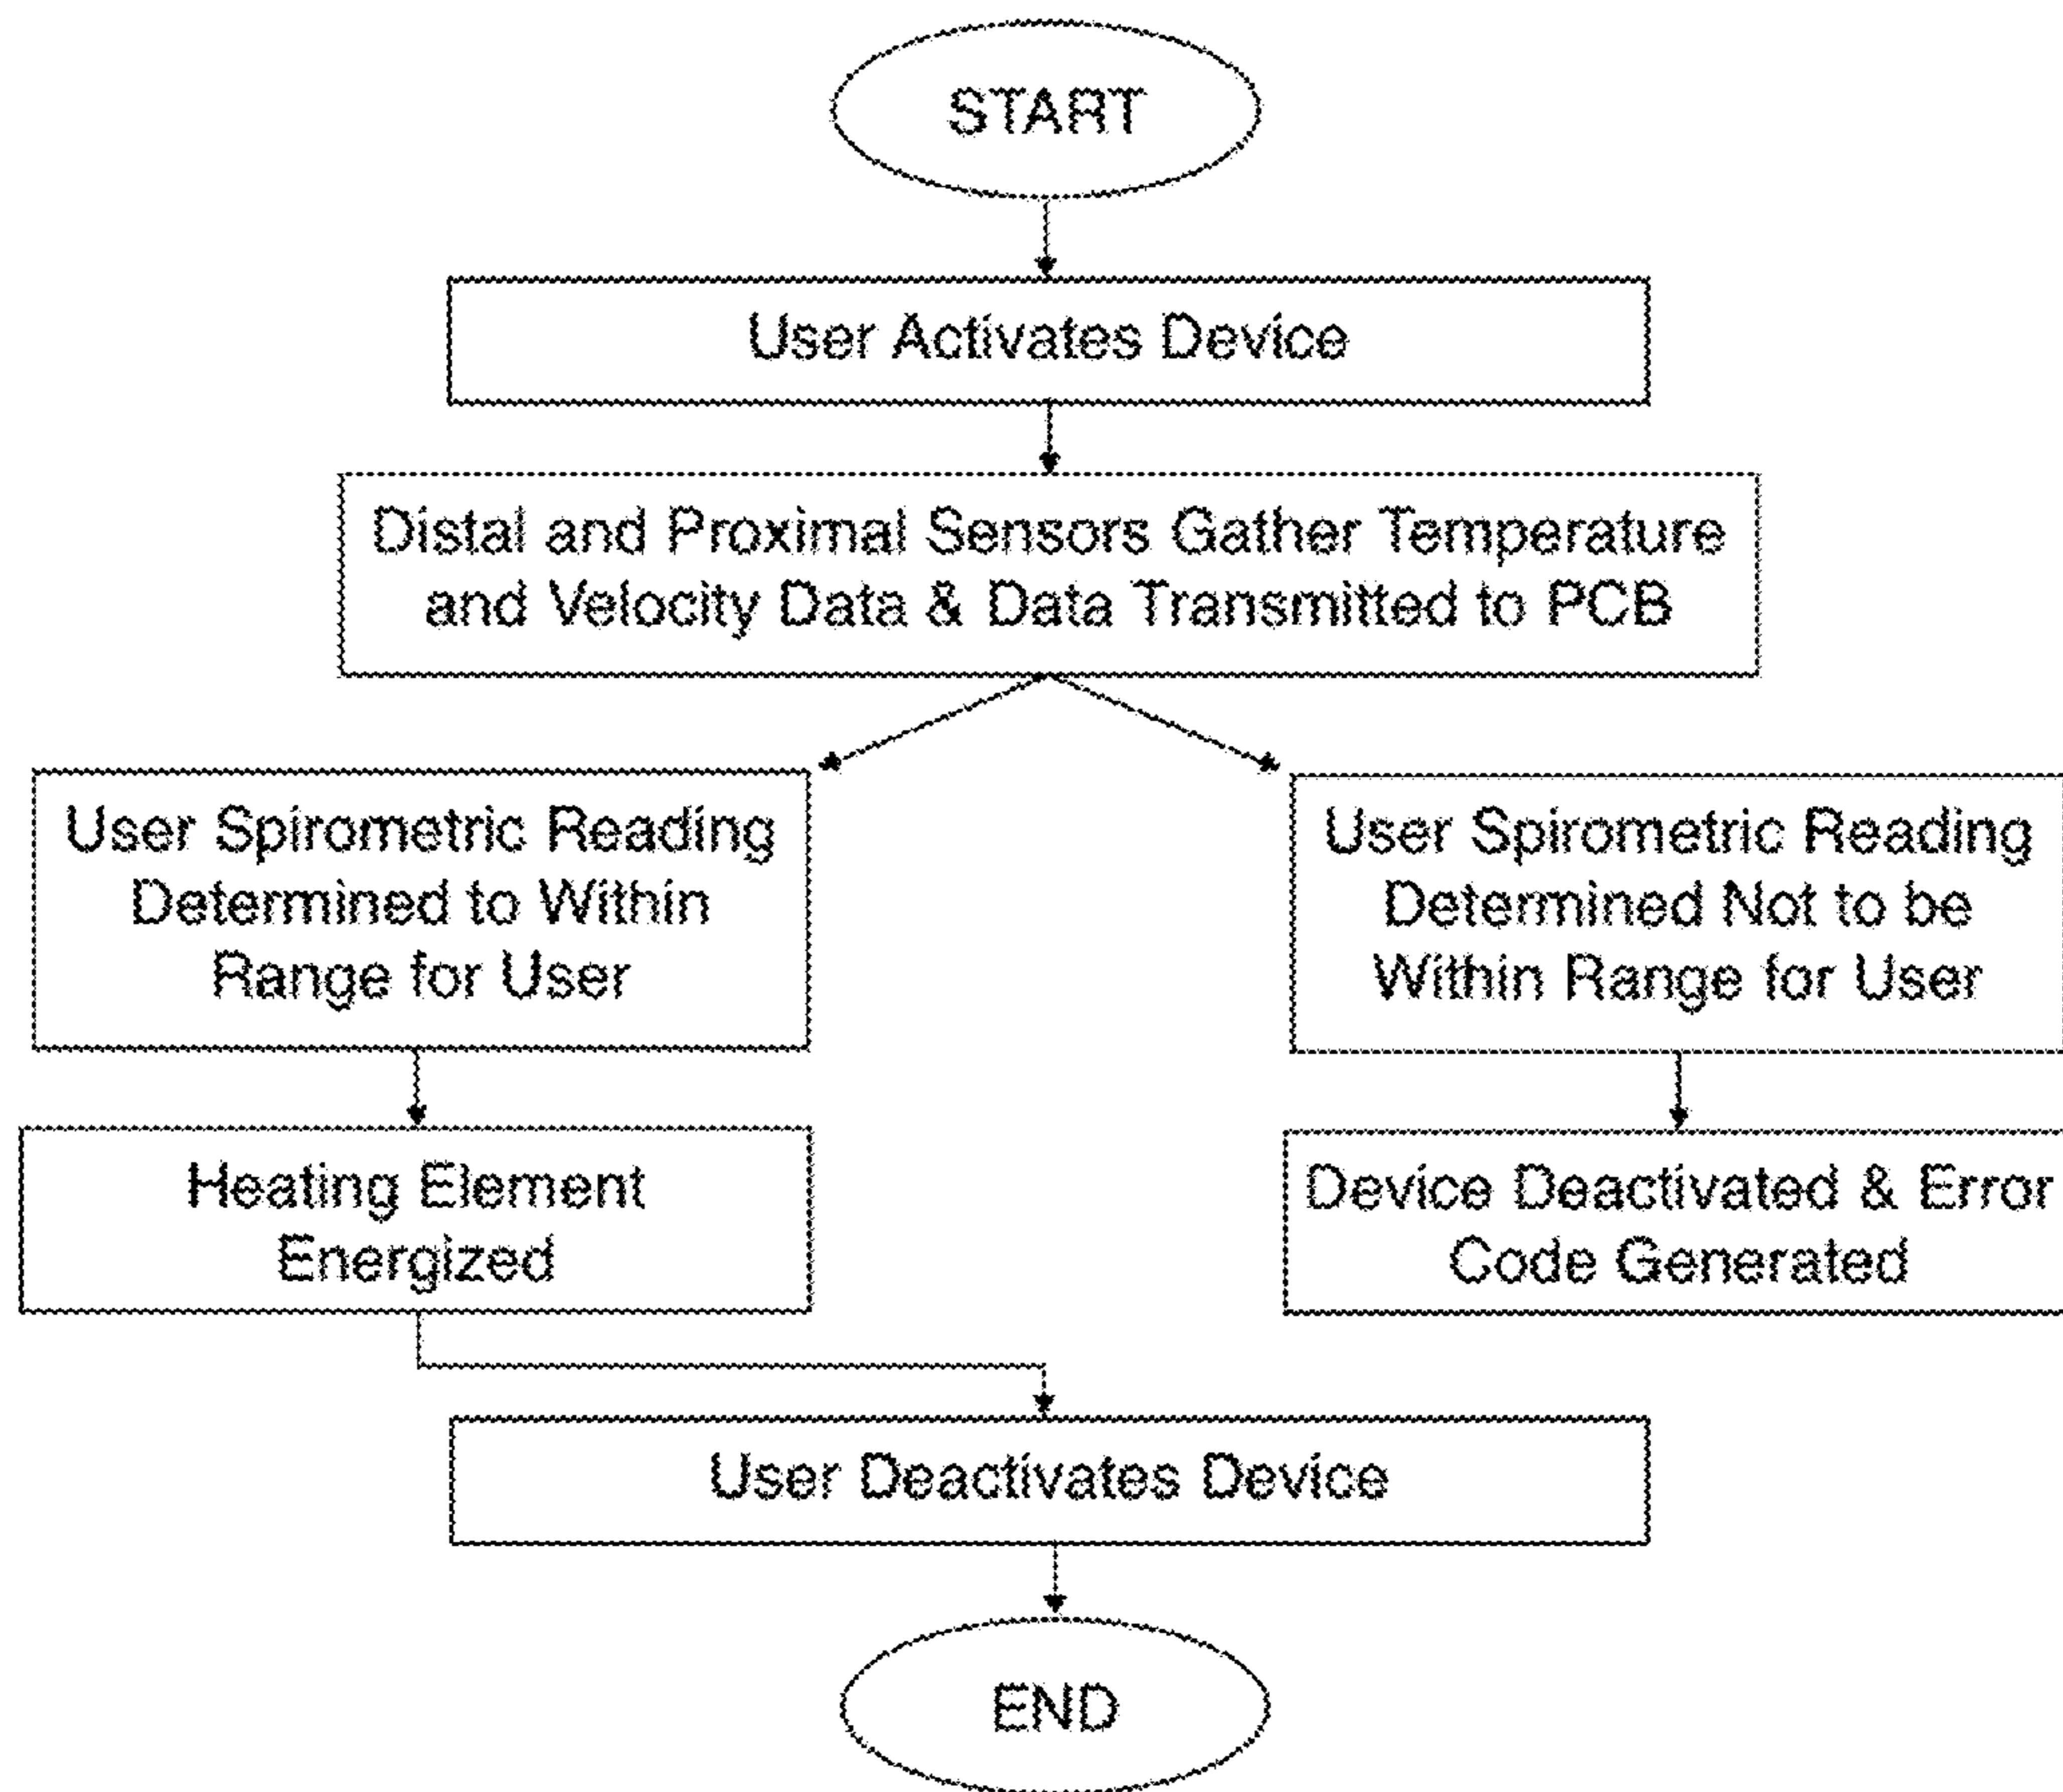 START
User Activates Device
Distal and Proximal Sensors Gather Temperature
and Velocity Data & Data Transmitted to PCB
User Spirometric Reading
Determined to Within
Range for User
User Spirometric Reading
Determined Not to be
Within Range for User
Heating Element
Energized
Device Deactivated & Error
Code Generated
User Deactivates Device
END